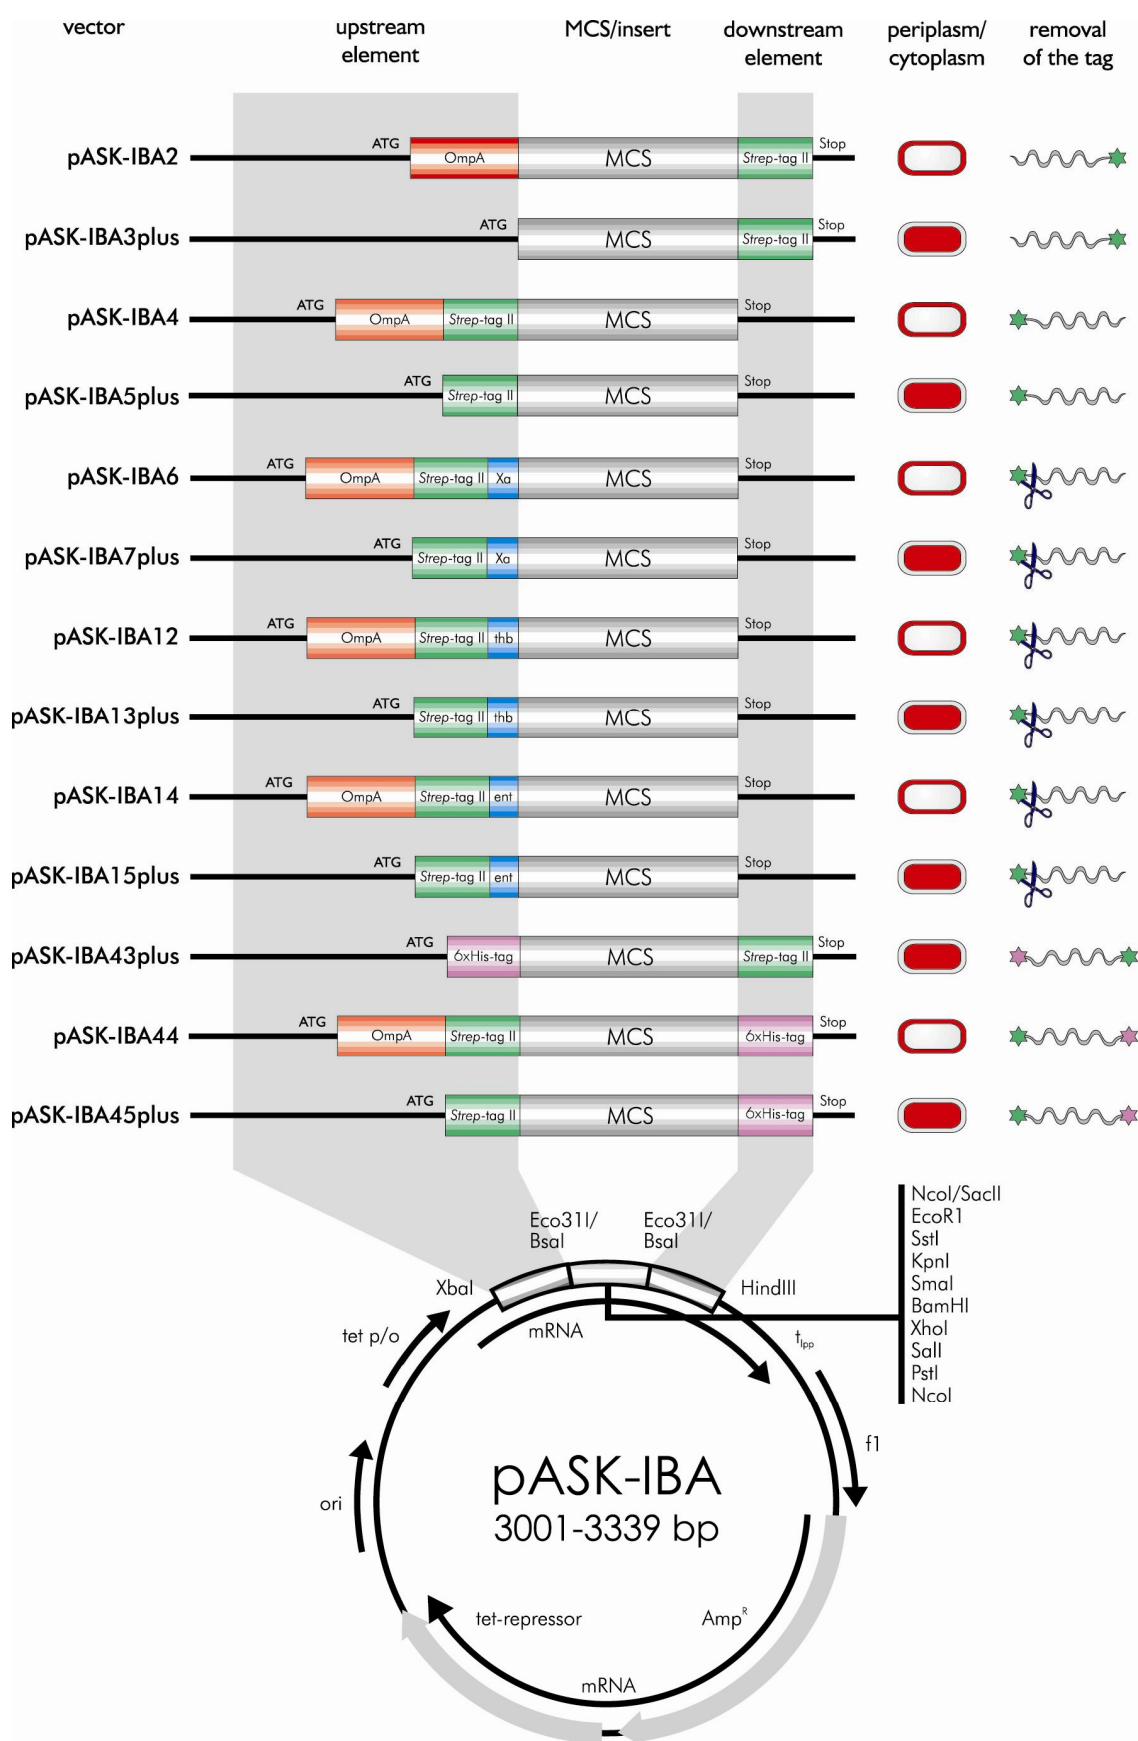 vector upstream element MCS/insert downstream element periplasm/ cytoplasm removal of the tag
pASK-IBA2 ATG OmpA MCS Strep-tag II Stop
pASK-IBA3plus ATG MCS Strep-tag II Stop
pASK-IBA4 ATG OmpA Strep-tag II MCS Stop
pASK-IBA5plus ATG Strep-tag II MCS Stop
pASK-IBA6 ATG OmpA Strep-tag II Xa MCS Stop
pASK-IBA7plus ATG Strep-tag II Xa MCS Stop
pASK-IBA12 ATG OmpA Strep-tag II thb MCS Stop
pASK-IBA13plus ATG Strep-tag II thb MCS Stop
pASK-IBA14 ATG OmpA Strep-tag II ent MCS Stop
pASK-IBA15plus ATG Strep-tag II ent MCS Stop
pASK-IBA43plus ATG 6xHis-tag MCS Strep-tag II Stop
pASK-IBA44 ATG OmpA Strep-tag II MCS 6xHis-tag Stop
pASK-IBA45plus ATG Strep-tag II MCS 6xHis-tag Stop
Eco31I/ Eco31I/
BsaI BsaI
XbaI HindIII
NcoI/SacII
EcoR1
SstI
KpnI
SmaI
BamHI
XhoI
SalI
PstI
NcoI
tet p/o mRNA tlpp
f1
ori
pASK-IBA
3001-3339 bp
tet-repressor AmpR
mRNA